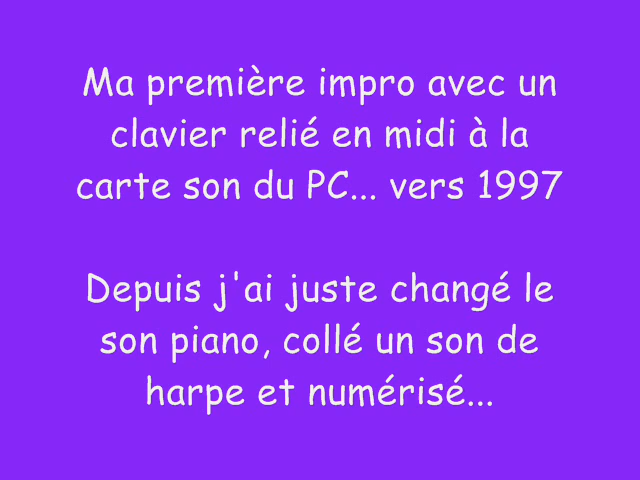 Ma première impro avec un
clavier relié en midi à la
carte son du PC... vers 1997
Depuis j'ai juste changé le
son piano, collé un son de
harpe et numérisé...